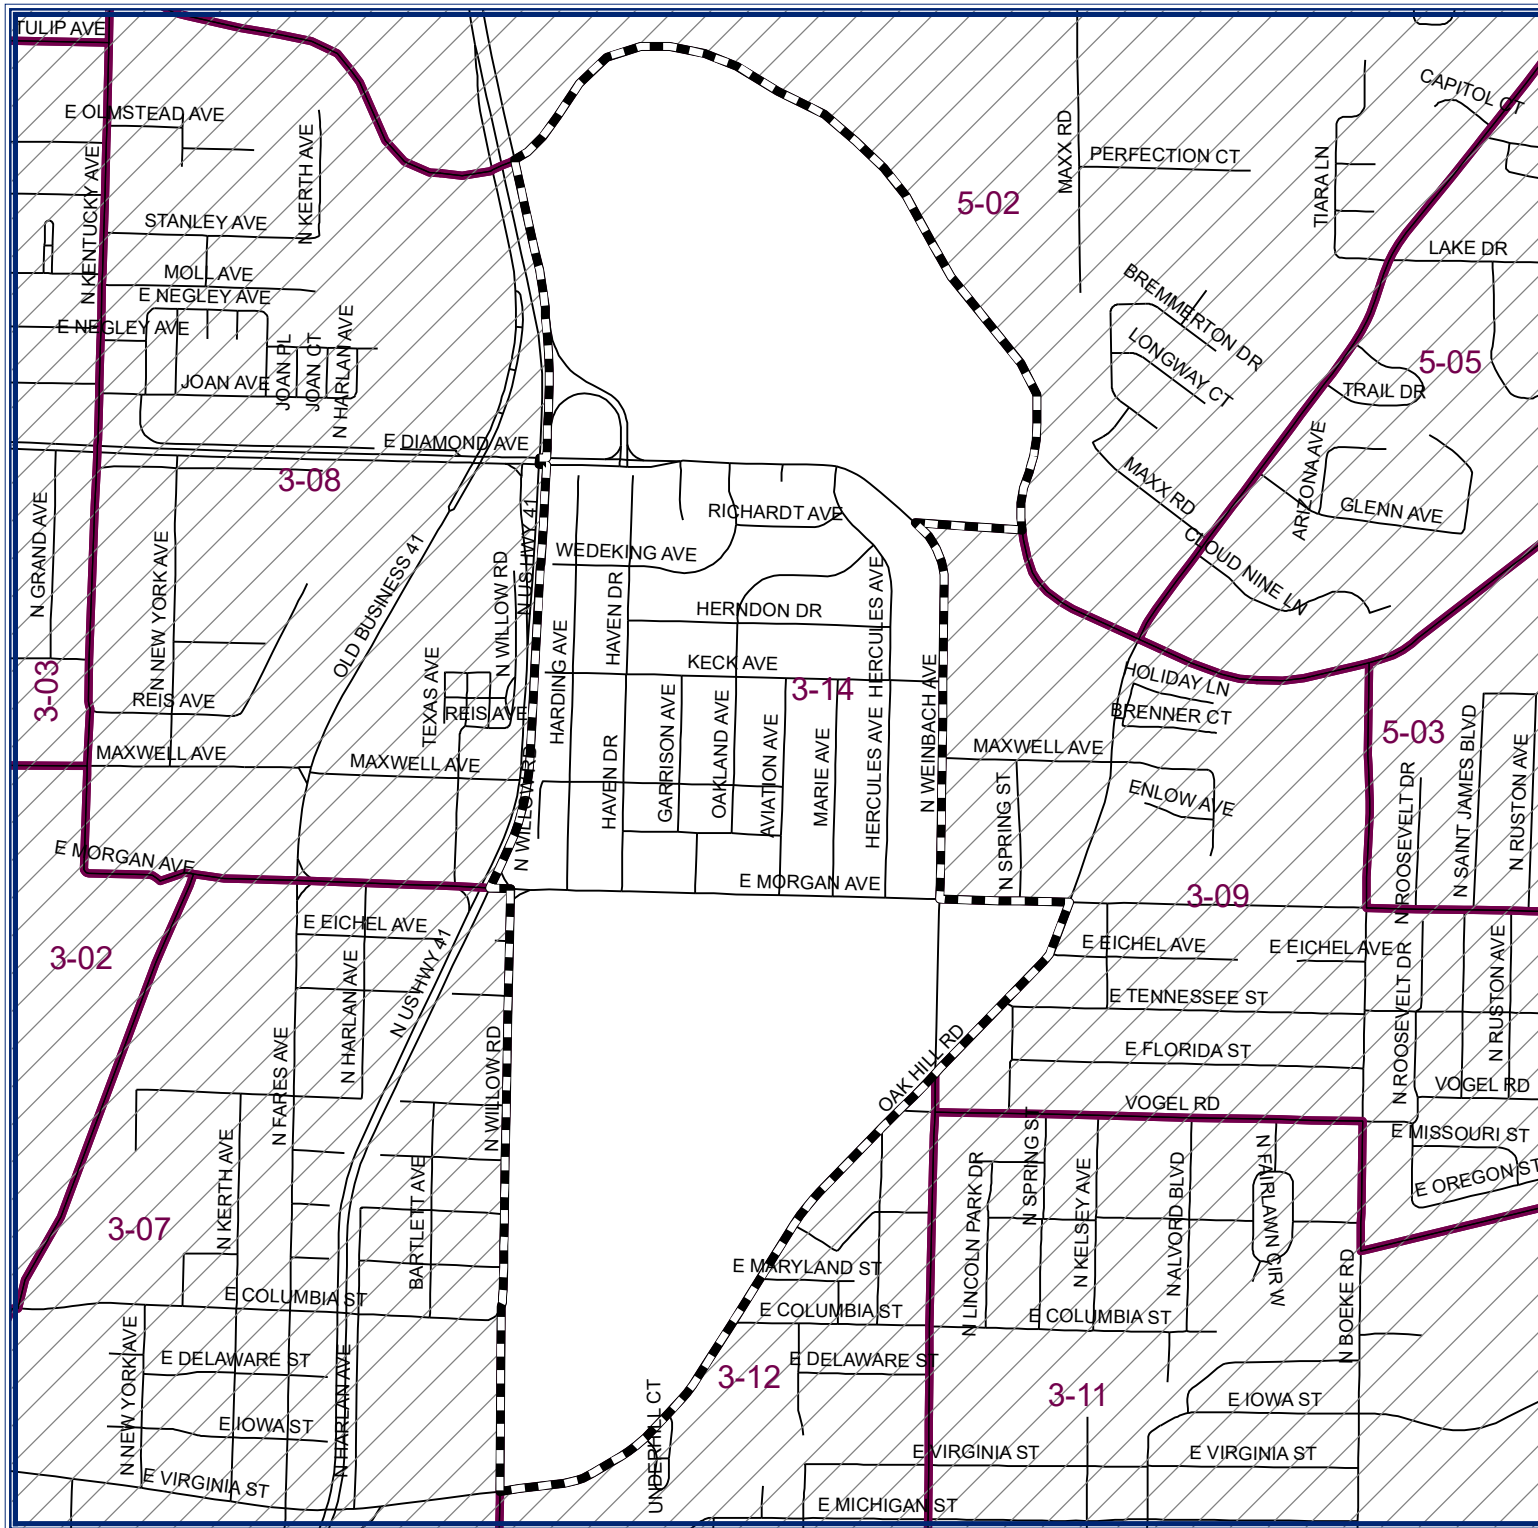 TULIP AVE
CAPITOL CT
E OLMSTEAD AVE
N KERTH AVE
MAXX RD
PERFECTION CT
TIARA LN
5-02
N KENTUCKY AVE
STANLEY AVE
LAKE DR
MOLL AVE
E NEGLEY AVE
BREMMERTON DR
E NEGLEY AVE
JOAN PL
JOAN CT
N HARLAN AVE
LONGWAY CT
5-05
JOAN AVE
TRAIL DR
E DIAMOND AVE
3-08
ARIZONA AVE
MAXX RD
N GRAND AVE
RICHARDT AVE
GLENN AVE
N US HWY 41
WEDEKING AVE
CLOUD NINE LN
N NEW YORK AVE
OLD BUSINESS 41
N WILLOW RD
HAVEN DR
HERNDON DR
HERCULES AVE
KECK AVE
3-14
3-03
REIS AVE
TEXAS AVE
REIS AVE
HARDING AVE
GARRISON AVE
OAKLAND AVE
AVIATION AVE
MARIE AVE
HERCULES AVE
N WEINBACH AVE
HOLIDAY LN
BRENNER CT
5-03
MAXWELL AVE
MAXWELL AVE
MAXWELL AVE
N WILLOW RD
HAVEN DR
N SPRING ST
ENLOW AVE
N ROOSEVELT DR
N SAINT JAMES BLVD
N RUSTON AVE
E MORGAN AVE
E MORGAN AVE
3-09
E EICHEL AVE
E EICHEL AVE
E EICHEL AVE
3-02
N HARLAN AVE
N US HWY 41
E TENNESSEE ST
N ROOSEVELT DR
N RUSTON AVE
N FARES AVE
N WILLOW RD
OAK HILL RD
E FLORIDA ST
VOGEL RD
VOGEL RD
E MISSOURI ST
N KERTH AVE
BARTLETT AVE
N LINCOLN PARK DR
N SPRING ST
N KELSEY AVE
N ALVORD BLVD
N FAIRLAWN CIR W
E OREGON ST
3-07
E MARYLAND ST
N BOEKE RD
E COLUMBIA ST
E COLUMBIA ST
E COLUMBIA ST
N NEW YORK AVE
E DELAWARE ST
N HARLAN AVE
E DELAWARE ST
3-12
3-11
E IOWA ST
UNDERHILL CT
E IOWA ST
E VIRGINIA ST
E VIRGINIA ST
E VIRGINIA ST
E MICHIGAN ST